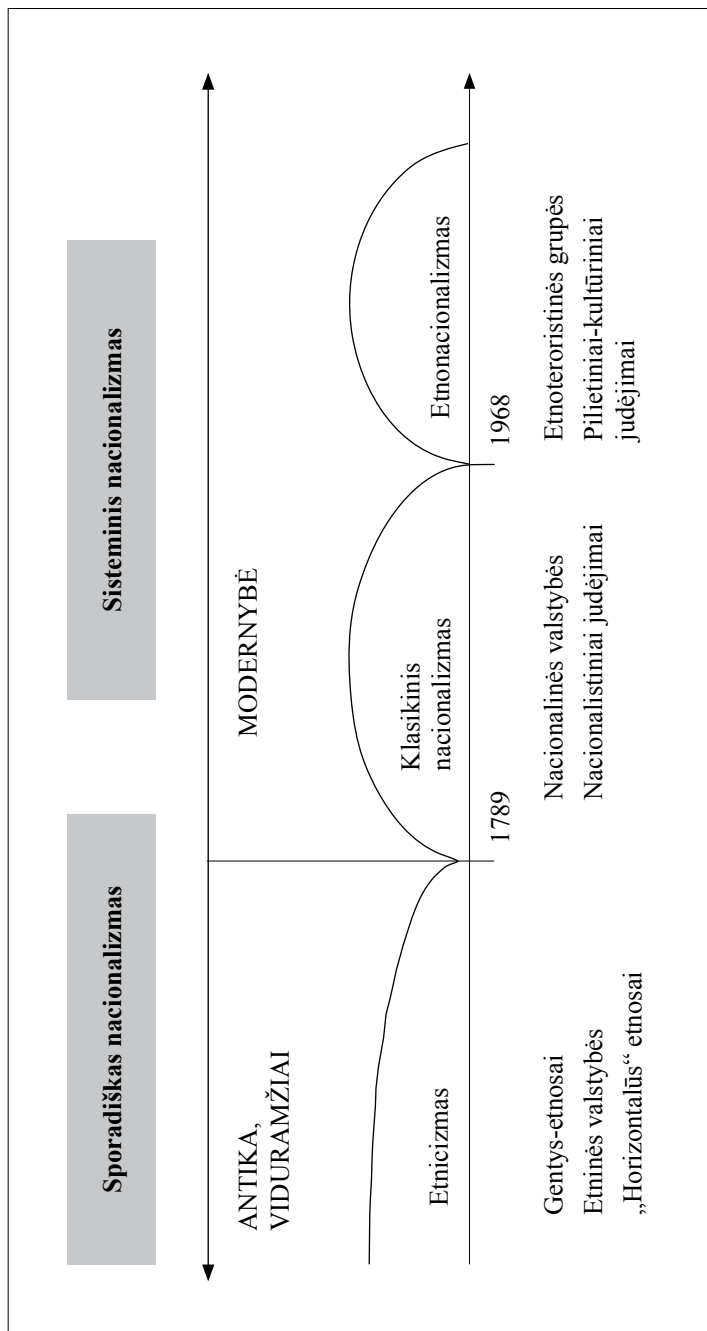 Sporadiškas nacionalizmas
Sisteminis nacionalizmas
ANTIKA,
VIDURAMŽIAI
MODERNYBĖ
Etnicizmas
Klasikinis
nacionalizmas
Etnonacionalizmas
1789
1968
Gentys-etnosai
Etninės valstybės
„Horizontalūs“ etnosai
Nacionalinės valstybės
Nacionalistiniai judėjimai
Etnoteroristinės grupės
Pilietiniai-kultūriniai
judėjimai